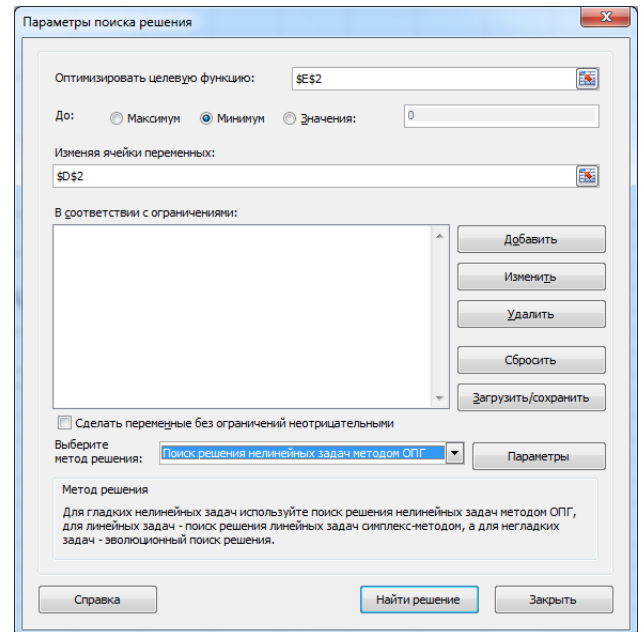 Параметры поиска решения
Оптимизировать целевую функцию: $E$2
До: Максимум Минимум Значения: 0
Изменяя ячейки переменных:
$D$2
В соответствии с ограничениями:
Добавить
Изменить
Удалить
Сбросить
Загрузить/сохранить
Сделать переменные без ограничений неотрицательными
Выберите
метод решения: Поиск решения нелинейных задач методом ОПГ Параметры
Метод решения
Для гладких нелинейных задач используйте поиск решения нелинейных задач методом ОПГ,
для линейных задач - поиск решения линейных задач симплекс-методом, а для негладких
задач - эволюционный поиск решения.
Справка Найти решение Закрыть